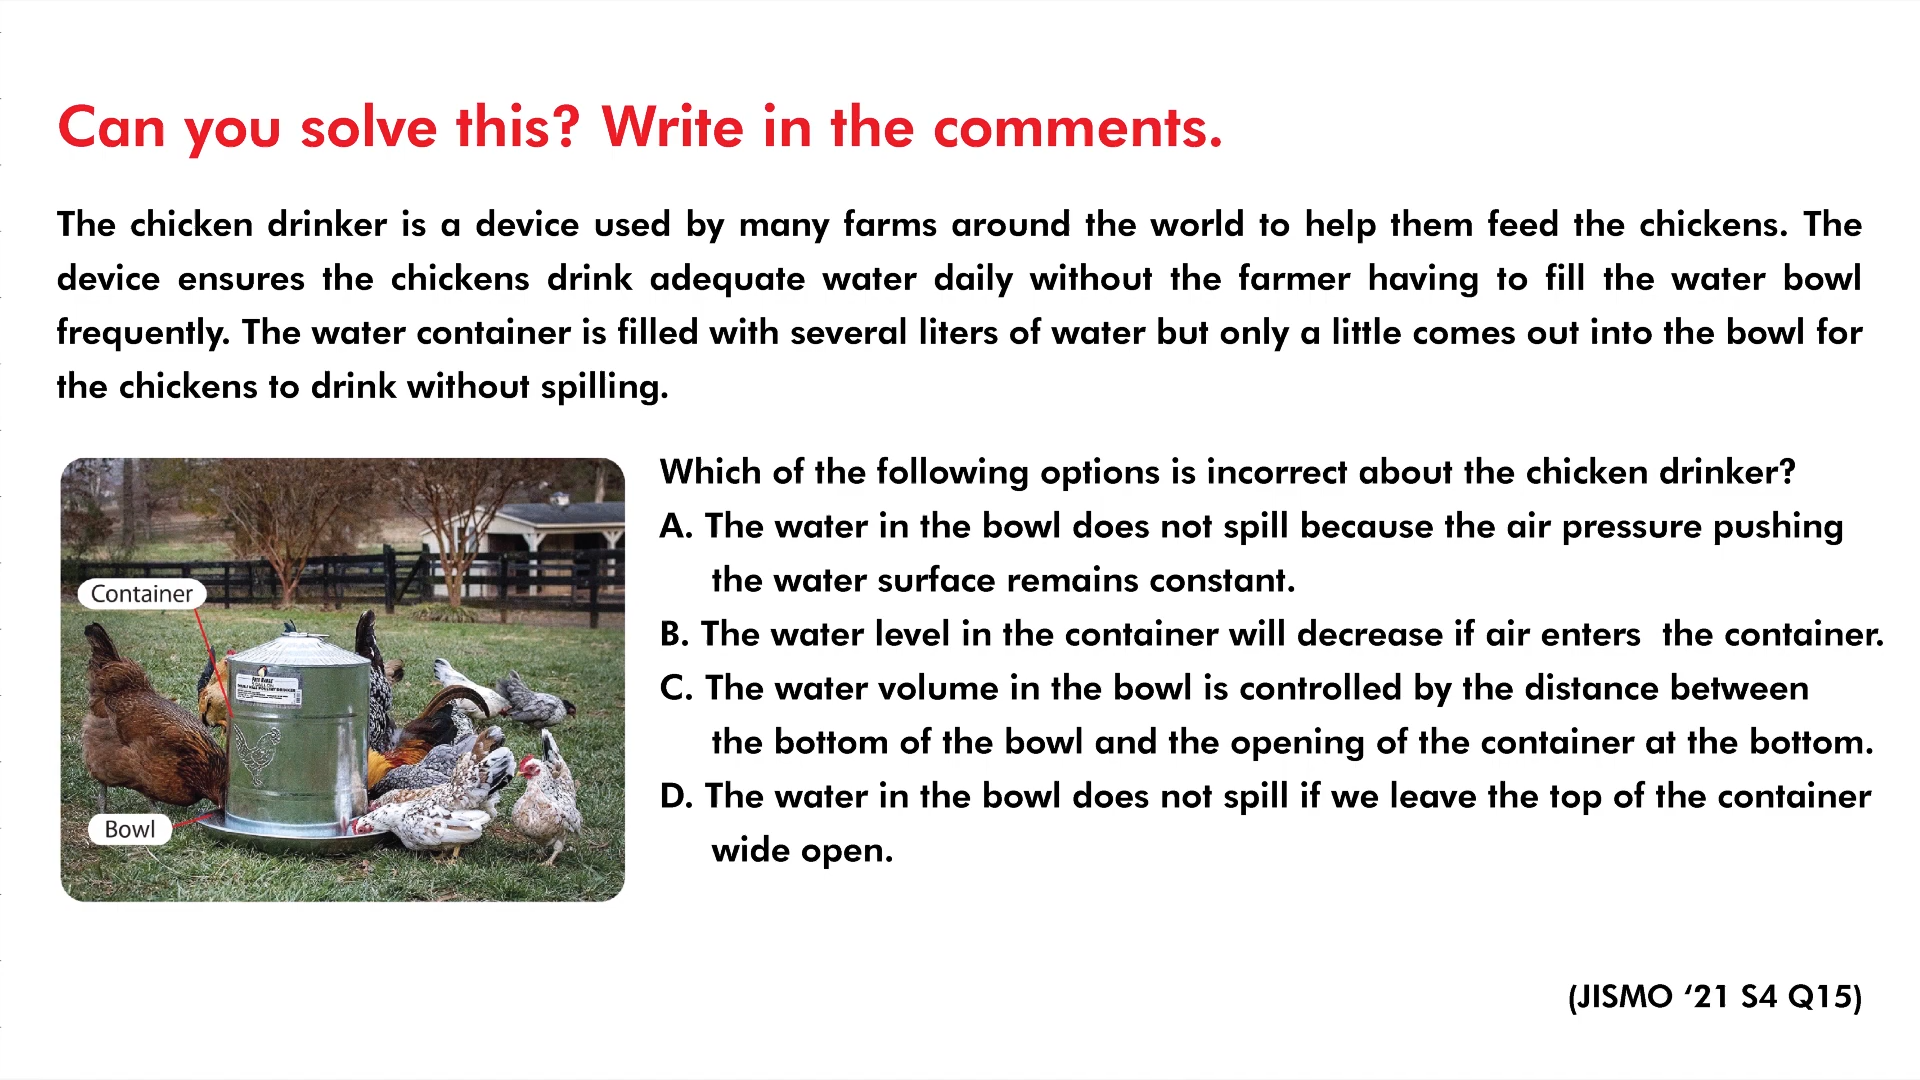 Can you solve this? Write in the comments.
The chicken drinker is a device used by many farms around the world to help them feed the chickens. The
device ensures the chickens drink adequate water daily without the farmer having to fill the water bowl
frequently. The water container is filled with several liters of water but only a little comes out into the bowl for
the chickens to drink without spilling.
Which of the following options is incorrect about the chicken drinker?
A. The water in the bowl does not spill because the air pressure pushing
the water surface remains constant.
B. The water level in the container will decrease if air enters  the container.
C. The water volume in the bowl is controlled by the distance between
the bottom of the bowl and the opening of the container at the bottom.
D. The water in the bowl does not spill if we leave the top of the container
wide open.
Container
Bowl
(JISMO ‘21 S4 Q15)